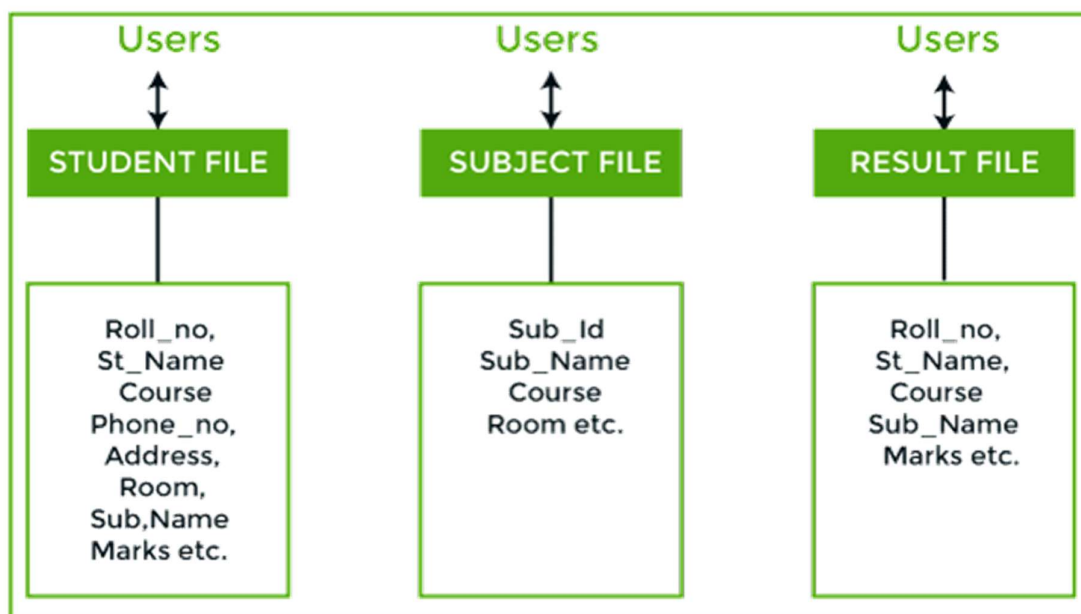 Users
STUDENT FILE
Roll_no,
St_Name
Course
Phone_no,
Address,
Room,
Sub,Name
Marks etc.
Users
SUBJECT FILE
Sub_Id
Sub_Name
Course
Room etc.
Users
RESULT FILE
Roll_no,
St_Name,
Course
Sub_Name
Marks etc.